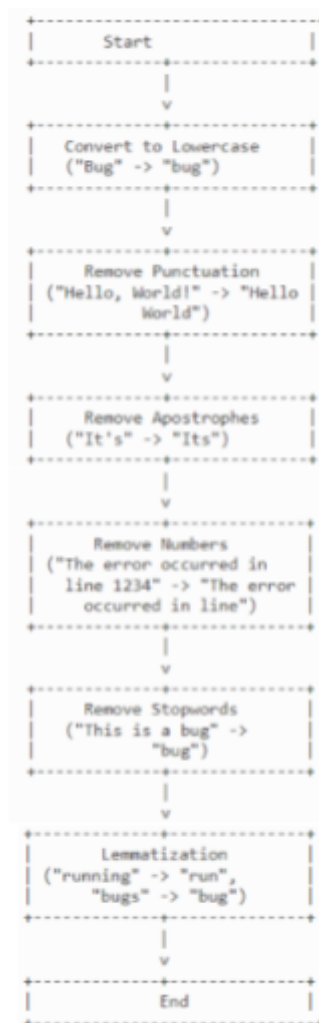 Start
Convert to Lowercase
("Bug" -> "bug")
Remove Punctuation
("Hello, World!" -> "Hello
World")
Remove Apostrophes
("It's" -> "Its")
Remove Numbers
("The error occurred in
line 1234" -> "The error
occurred in line")
Remove Stopwords
("This is a bug" ->
"bug")
Lemmatization
("running" -> "run",
"bugs" -> "bug")
End